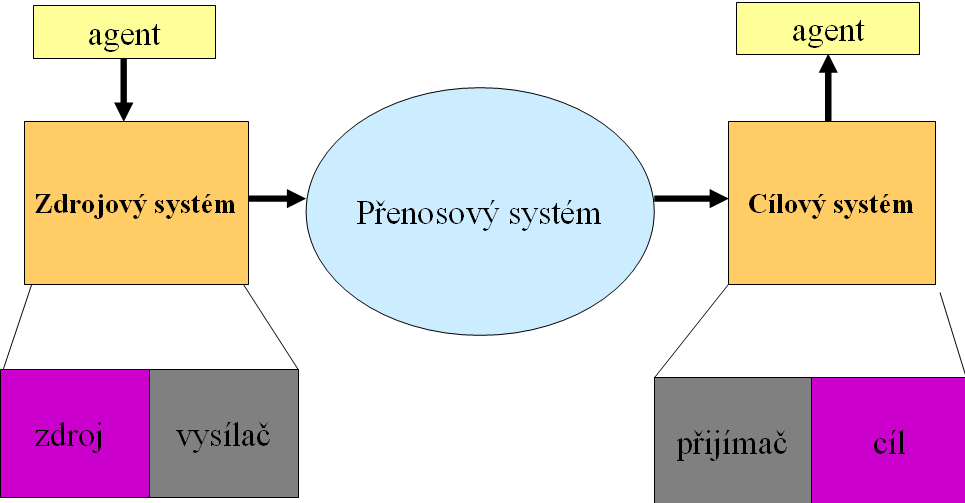 agent
agent
Zdrojový systém
Přenosový systém
Cílový systém
zdroj
vysílač
přijímač
cíl